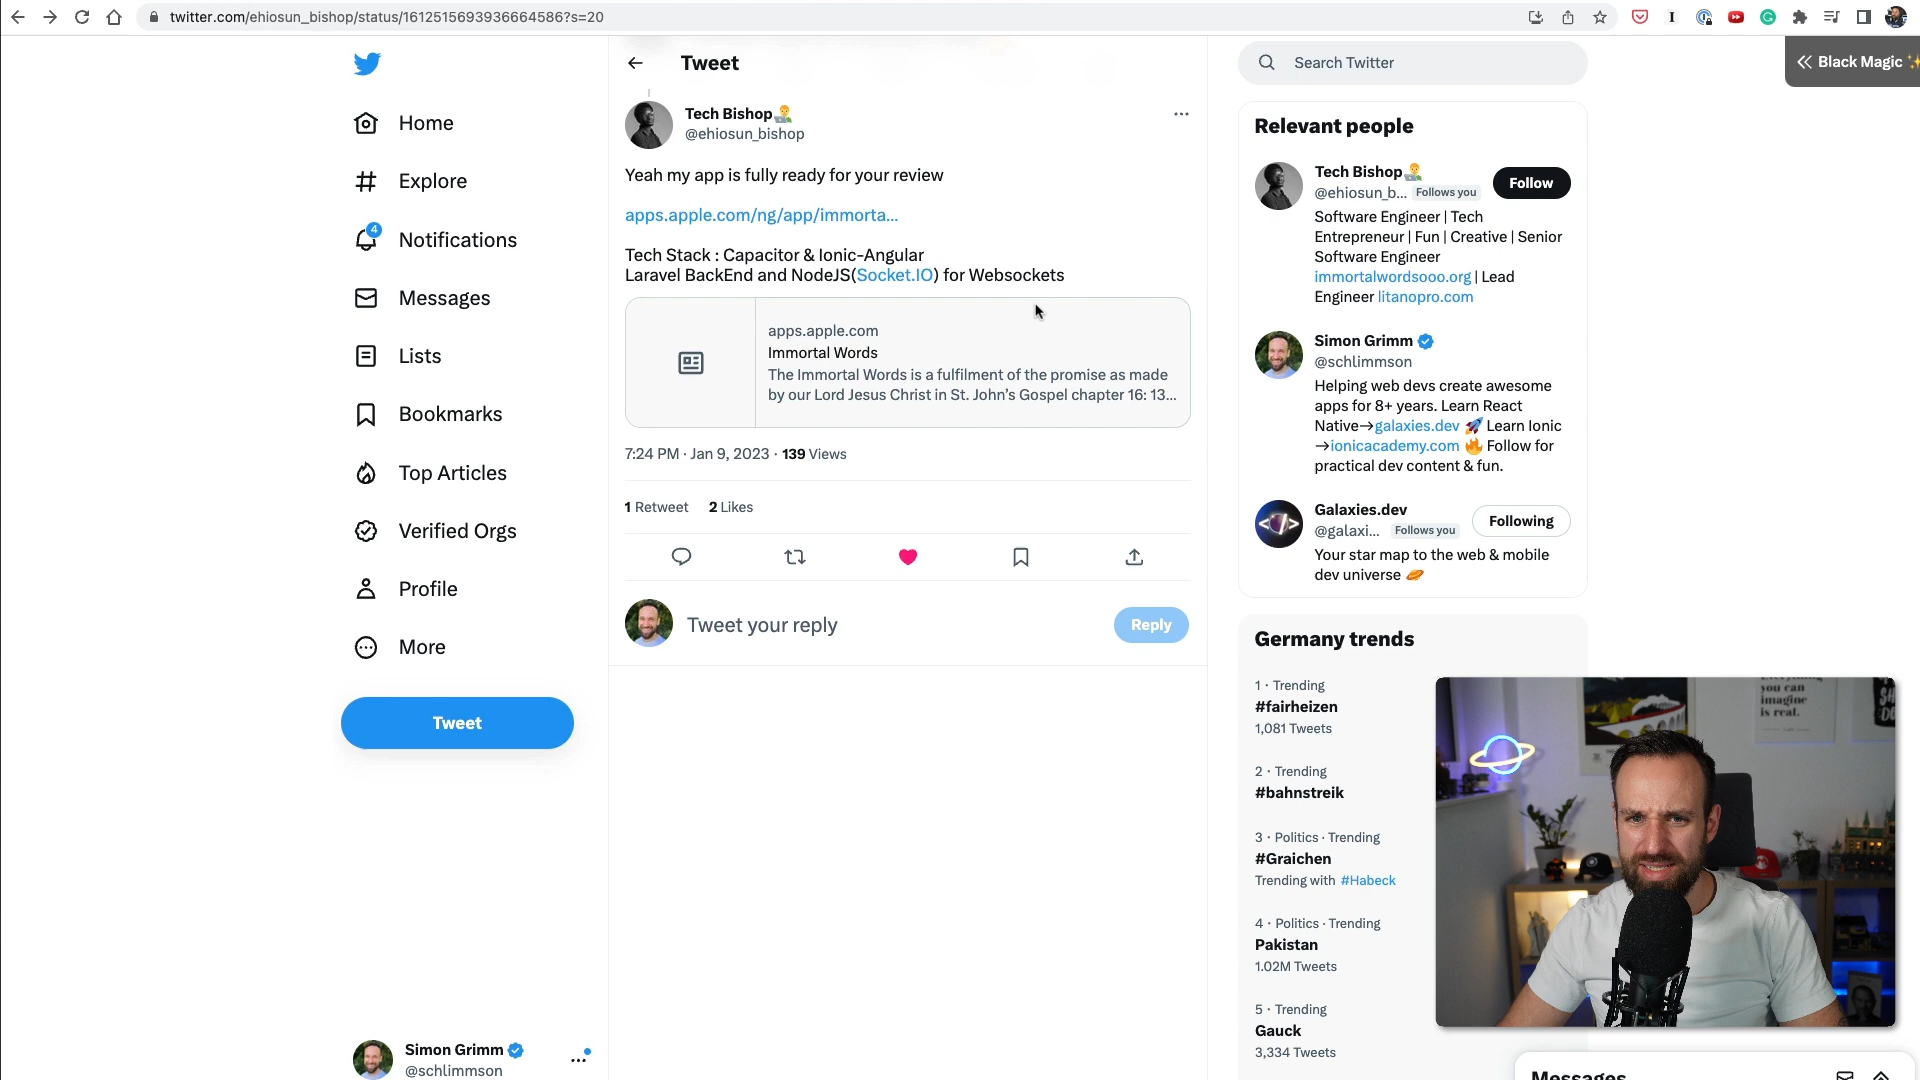 twitter.com/ehiosun_bishop/status/1612515693936664586?s=20
Black Magic
Home
Explore
4
Notifications
Messages
Lists
Bookmarks
Top Articles
Verified Orgs
Profile
More
Tweet
Simon Grimm
@schlimmson
Tweet
Tech Bishop
@ehiosun_bishop
Yeah my app is fully ready for your review
apps.apple.com/ng/app/immorta...
Tech Stack : Capacitor & Ionic-Angular
Laravel BackEnd and NodeJS(Socket.IO) for Websockets
apps.apple.com
Immortal Words
The Immortal Words is a fulfilment of the promise as made
by our Lord Jesus Christ in St. John's Gospel chapter 16: 13...
7:24 PM · Jan 9, 2023 · 139 Views
1 Retweet 2 Likes
Tweet your reply
Reply
Search Twitter
Relevant people
Tech Bishop
@ehiosun_b... Follows you
Follow
Software Engineer | Tech
Entrepreneur | Fun | Creative | Senior
Software Engineer
immortalwordsooo.org | Lead
Engineer litanopro.com
Simon Grimm
@schlimmson
Helping web devs create awesome
apps for 8+ years. Learn React
Native→galaxies.dev 🚀 Learn Ionic
→ionicacademy.com 🔥 Follow for
practical dev content & fun.
Galaxies.dev
@galaxi... Follows you
Following
Your star map to the web & mobile
dev universe 🪐
Germany trends
1 · Trending
#fairheizen
1,081 Tweets
2 · Trending
#bahnstreik
3 · Politics · Trending
#Graichen
Trending with #Habeck
4 · Politics · Trending
Pakistan
1.02M Tweets
5 · Trending
Gauck
3,334 Tweets
you can
imagine
is real.
Messages